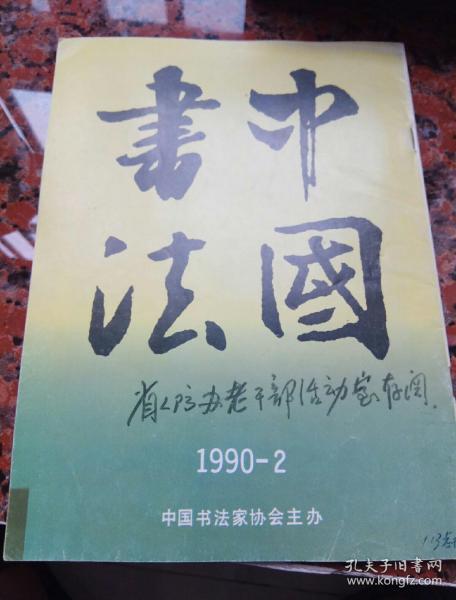 中國
書法
省人防办老干部活动室存阅.
1990-2
中国书法家协会主办
孔夫子旧书网
www.kongfz.com